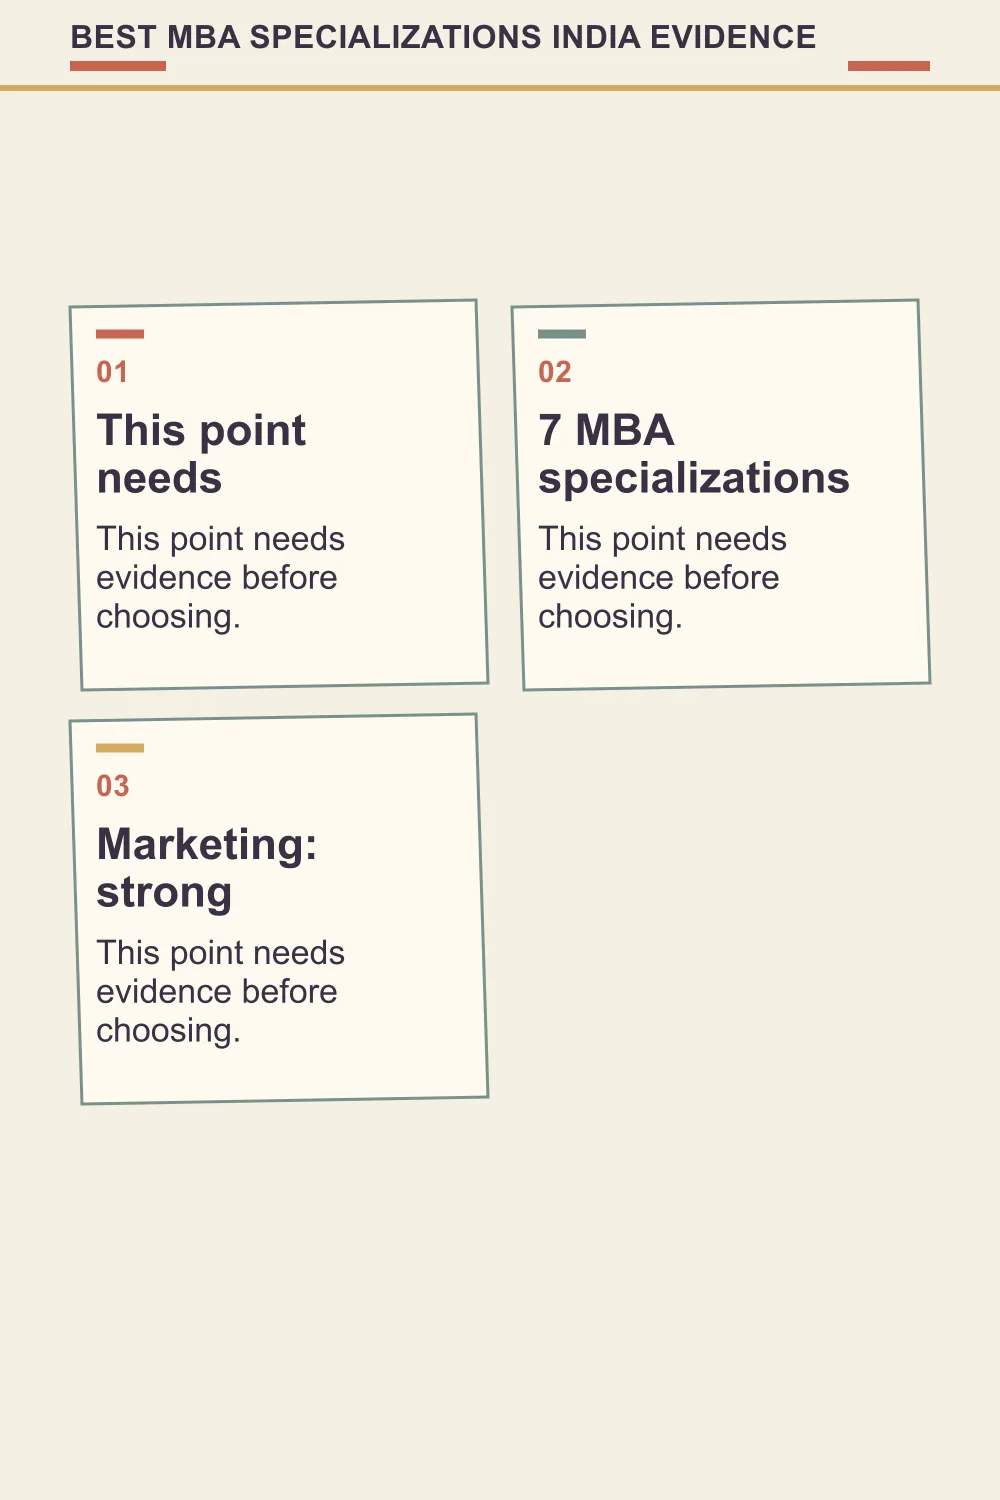 BEST MBA SPECIALIZATIONS INDIA EVIDENCE
01
This point
needs
This point needs
evidence before
choosing.
02
7 MBA
specializations
This point needs
evidence before
choosing.
03
Marketing:
strong
This point needs
evidence before
choosing.